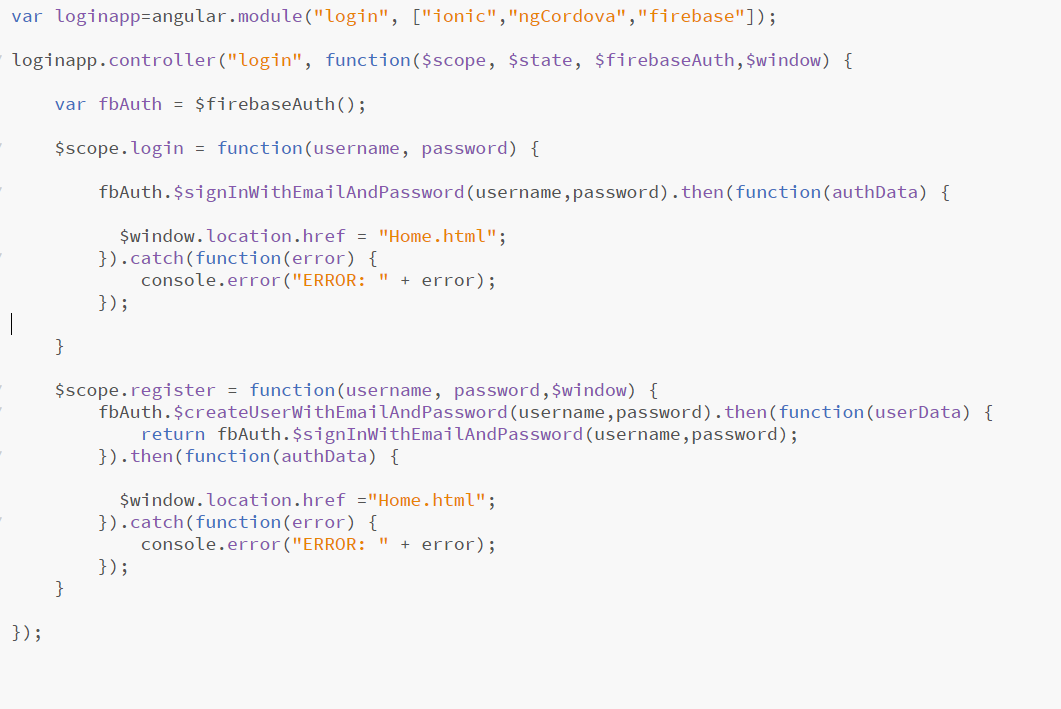 var loginapp=angular.module("login", ["ionic","ngCordova","firebase"]);
loginapp.controller("login", function($scope, $state, $firebaseAuth,$window) {
var fbAuth = $firebaseAuth();
$scope.login = function(username, password) {
fbAuth.$signInWithEmailAndPassword(username,password).then(function(authData) {
$window.location.href = "Home.html";
}).catch(function(error) {
console.error("ERROR: " + error);
});
}
$scope.register = function(username, password,$window) {
fbAuth.$createUserWithEmailAndPassword(username,password).then(function(userData) {
return fbAuth.$signInWithEmailAndPassword(username,password);
}).then(function(authData) {
$window.location.href ="Home.html";
}).catch(function(error) {
console.error("ERROR: " + error);
});
}
});